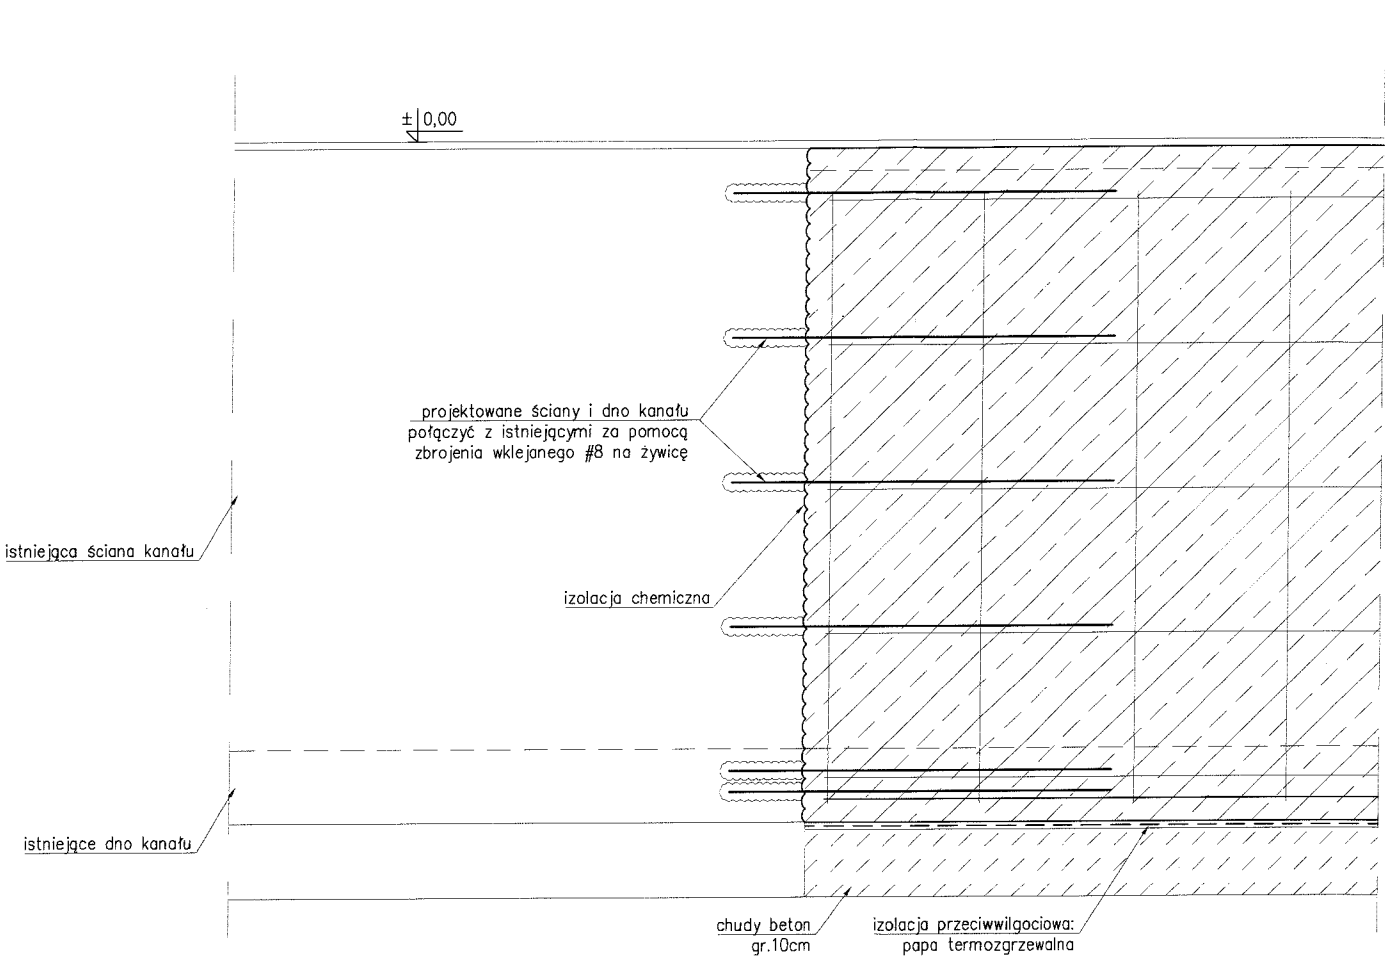 ± 0,00
projektowane ściany i dno kanału
połączyć z istniejącymi za pomocą
zbrojenia wklejanego #8 na żywicę
istniejąca ściana kanału
izolacja chemiczna
istniejące dno kanału
chudy beton
gr.10cm
izolacja przeciwwilgociowa:
papa termozgrzewalna